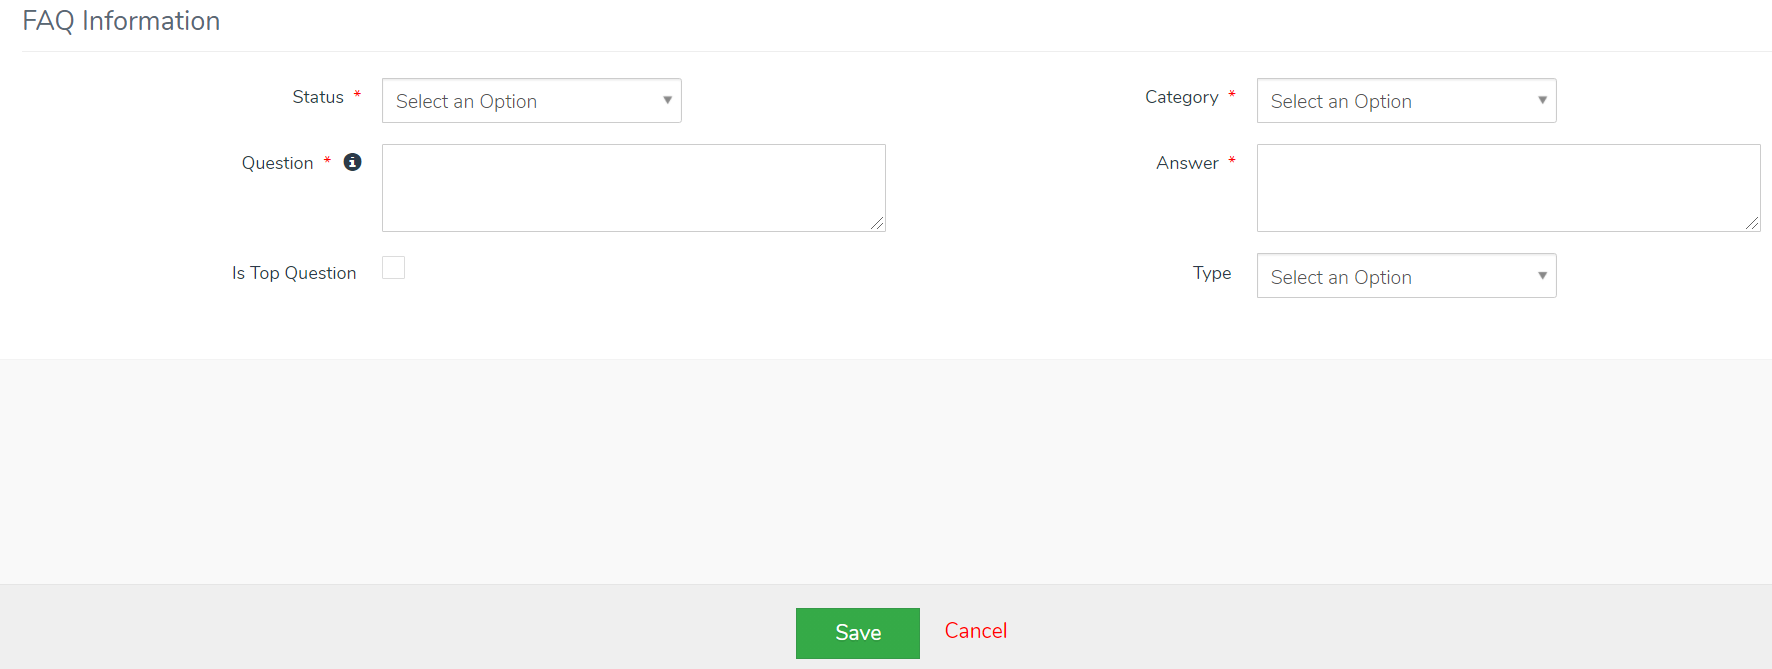 FAQ Information
Status * Select an Option Category * Select an Option
Question * Answer *
Is Top Question Type Select an Option
Save Cancel